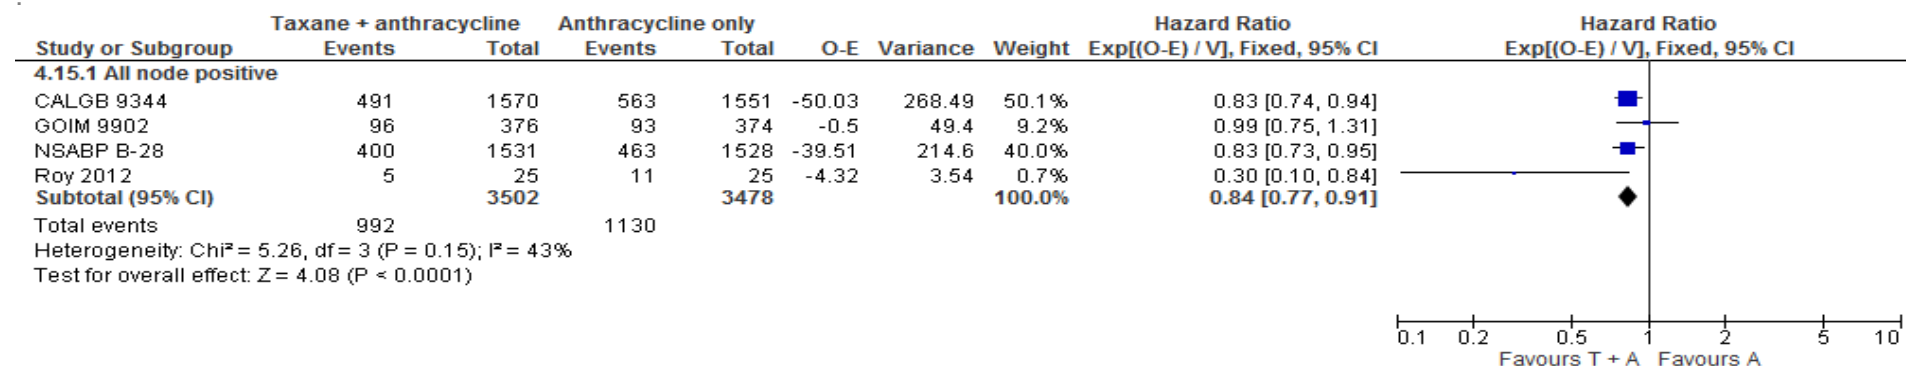 Taxane + anthracycline Anthracycline only Hazard Ratio Hazard Ratio
Study or Subgroup Events Total Events Total O-E Variance Weight Exp[(O-E) / V], Fixed, 95% CI Exp[(O-E) / V], Fixed, 95% CI
4.15.1 All node positive
CALGB 9344 491 1570 563 1551 -50.03 268.49 50.1% 0.83 [0.74, 0.94]
GOIM 9902 96 376 93 374 -0.5 49.4 9.2% 0.99 [0.75, 1.31]
NSABP B-28 400 1531 463 1528 -39.51 214.6 40.0% 0.83 [0.73, 0.95]
Roy 2012 5 25 11 25 -4.32 3.54 0.7% 0.30 [0.10, 0.84]
Subtotal (95% CI) 3502 3478 100.0% 0.84 [0.77, 0.91]
Total events 992 1130
Heterogeneity: Chi² = 5.26, df = 3 (P = 0.15); I² = 43%
Test for overall effect: Z = 4.08 (P < 0.0001)
0.1 0.2 0.5 1 2 5 10
Favours T + A Favours A